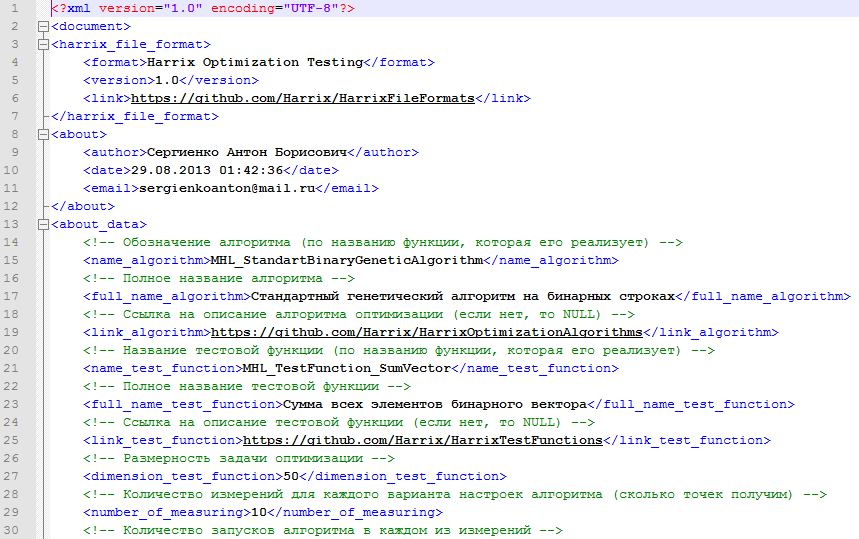 1 <?xml version="1.0" encoding="UTF-8"?>
2 <document>
3 <harrix_file_format>
4 <format>Harrix Optimization Testing</format>
5 <version>1.0</version>
6 <link>https://github.com/Harrix/HarrixFileFormats</link>
7 </harrix_file_format>
8 <about>
9 <author>Сергиенко Антон Борисович</author>
10 <date>29.08.2013 01:42:36</date>
11 <email>sergienkoanton@mail.ru</email>
12 </about>
13 <about_data>
14 <!-- Обозначение алгоритма (по названию функции, которая его реализует) -->
15 <name_algorithm>MHL_StandartBinaryGeneticAlgorithm</name_algorithm>
16 <!-- Полное название алгоритма -->
17 <full_name_algorithm>Стандартный генетический алгоритм на бинарных строках</full_name_algorithm>
18 <!-- Ссылка на описание алгоритма оптимизации (если нет, то NULL) -->
19 <link_algorithm>https://github.com/Harrix/HarrixOptimizationAlgorithms</link_algorithm>
20 <!-- Название тестовой функции (по названию функции, которая его реализует) -->
21 <name_test_function>MHL_TestFunction_SumVector</name_test_function>
22 <!-- Полное название тестовой функции -->
23 <full_name_test_function>Сумма всех элементов бинарного вектора</full_name_test_function>
24 <!-- Ссылка на описание тестовой функции (если нет, то NULL) -->
25 <link_test_function>https://github.com/Harrix/HarrixTestFunctions</link_test_function>
26 <!-- Размерность задачи оптимизации -->
27 <dimension_test_function>50</dimension_test_function>
28 <!-- Количество измерений для каждого варианта настроек алгоритма (сколько точек получим) -->
29 <number_of_measuring>10</number_of_measuring>
30 <!-- Количество запусков алгоритма в каждом из измерений -->